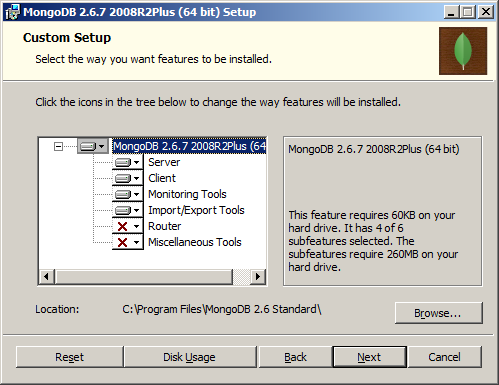 MongoDB 2.6.7 2008R2Plus (64 bit) Setup
Custom Setup
Select the way you want features to be installed.
Click the icons in the tree below to change the way features will be installed.
MongoDB 2.6.7 2008R2Plus (64
Server
Client
Monitoring Tools
Import/Export Tools
Router
Miscellaneous Tools
MongoDB 2.6.7 2008R2Plus (64 bit)
This feature requires 60KB on your
hard drive. It has 4 of 6
subfeatures selected. The
subfeatures require 260MB on your
hard drive.
Location: C:\Program Files\MongoDB 2.6 Standard\
Browse...
Reset Disk Usage Back Next Cancel